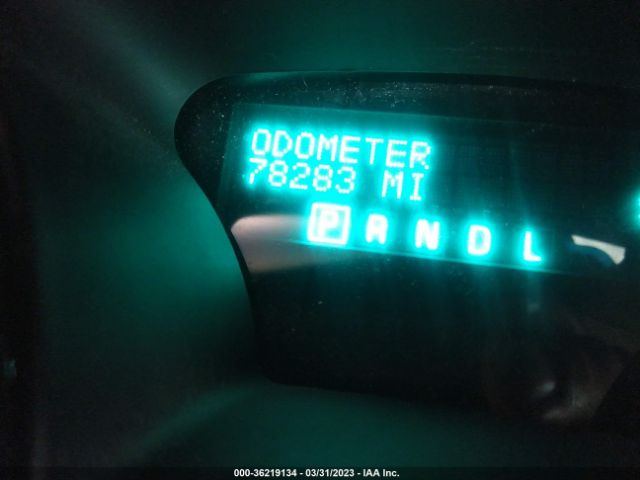 ODOMETER
78283 MI
P R N D L
000-36219134 - 03/31/2023 - IAA Inc.